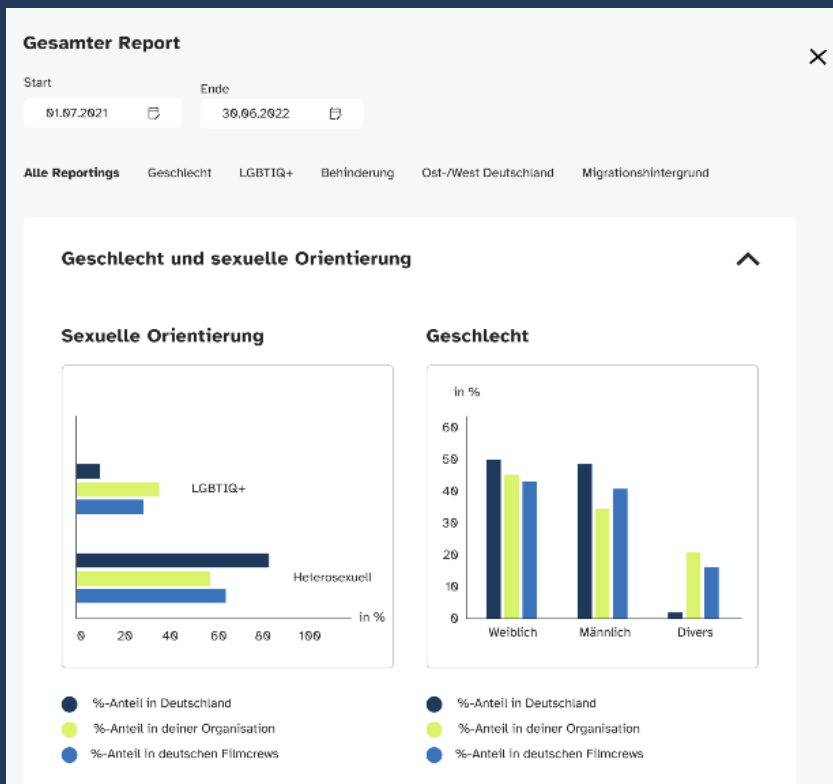 Gesamter Report
Start
Ende
01.07.2021
30.06.2022
Alle Reportings Geschlecht LGBTIQ+ Behinderung Ost-/West Deutschland Migrationshintergrund
Geschlecht und sexuelle Orientierung
Sexuelle Orientierung
LGBTIQ+
Heterosexuell
in %
0 20 40 60 80 100
%-Anteil in Deutschland
%-Anteil in deiner Organisation
%-Anteil in deutschen Filmcrews
Geschlecht
in %
60
50
40
30
20
10
0
Weiblich Männlich Divers
%-Anteil in Deutschland
%-Anteil in deiner Organisation
%-Anteil in deutschen Filmcrews